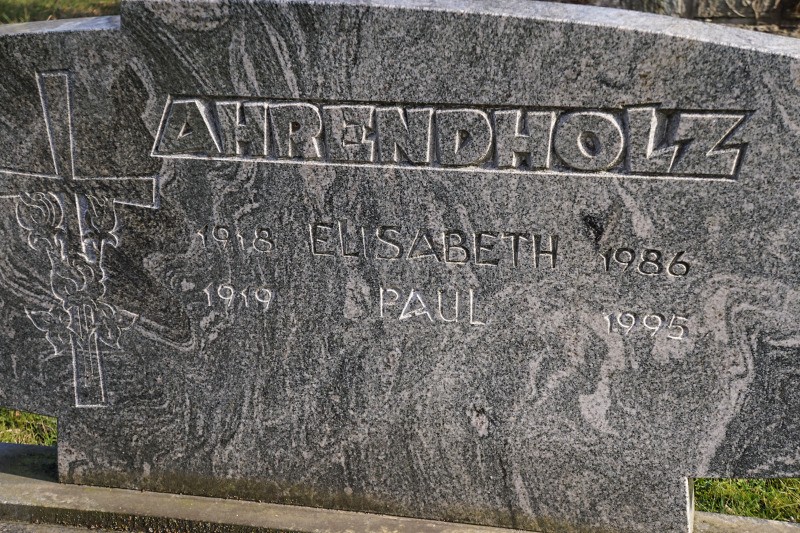 AHRENDHOLZ
1918 ELISABETH 1986
1919 PAUL 1995